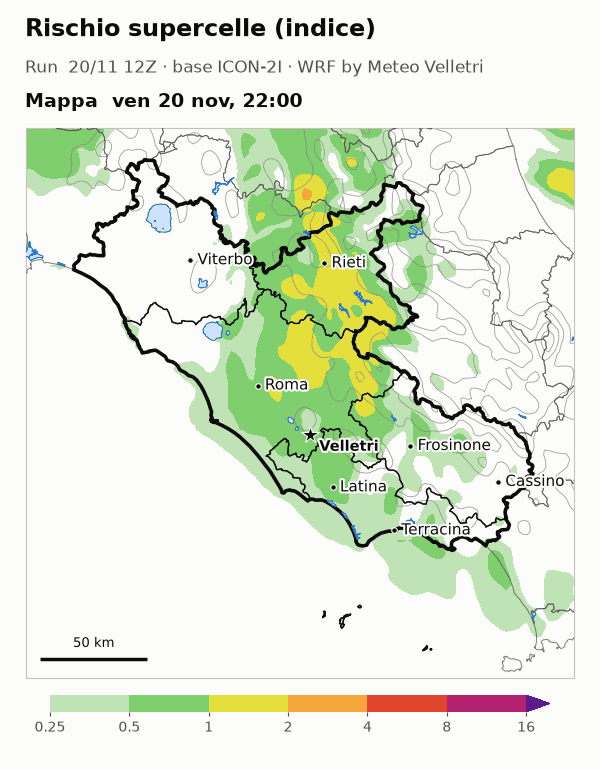 Rischio supercelle (indice)
Run  20/11 12Z · base ICON-2I · WRF by Meteo Velletri
Mappa  ven 20 nov, 22:00
Viterbo
Rieti
Roma
Velletri
Frosinone
Latina
Cassino
Terracina
50 km
0.25 0.5 1 2 4 8 16